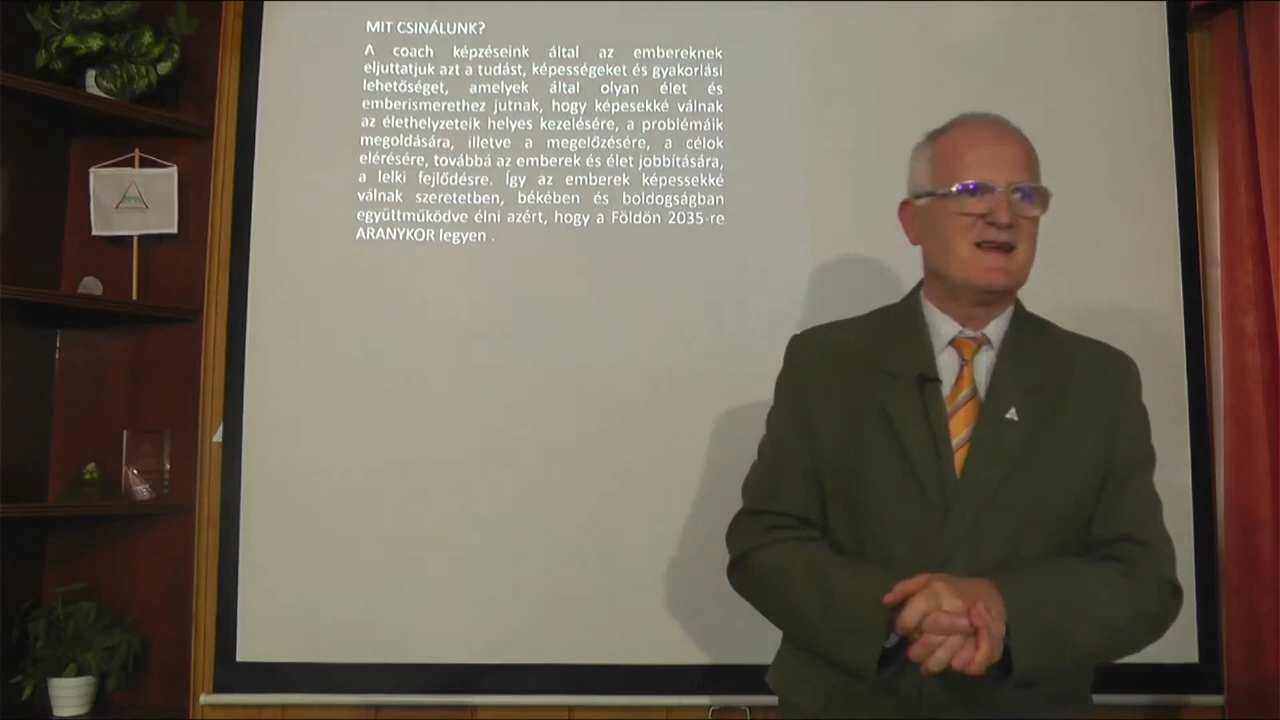 MIT CSINÁLUNK?
A coach képzéseink által az embereknek
eljuttatjuk azt a tudást, képességeket és gyakorlási
lehetőséget, amelyek által olyan élet és
emberismerethez jutnak, hogy képesekké válnak
az élethelyzeteik helyes kezelésére, a problémáik
megoldására, illetve a megelőzésére, a célok
elérésére, továbbá az emberek és élet jobbítására,
a lelki fejlődésre. Így az emberek képessekké
válnak szeretetben, békében és boldogságban
együttműködve élni azért, hogy a Földön 2035-re
ARANYKOR legyen .